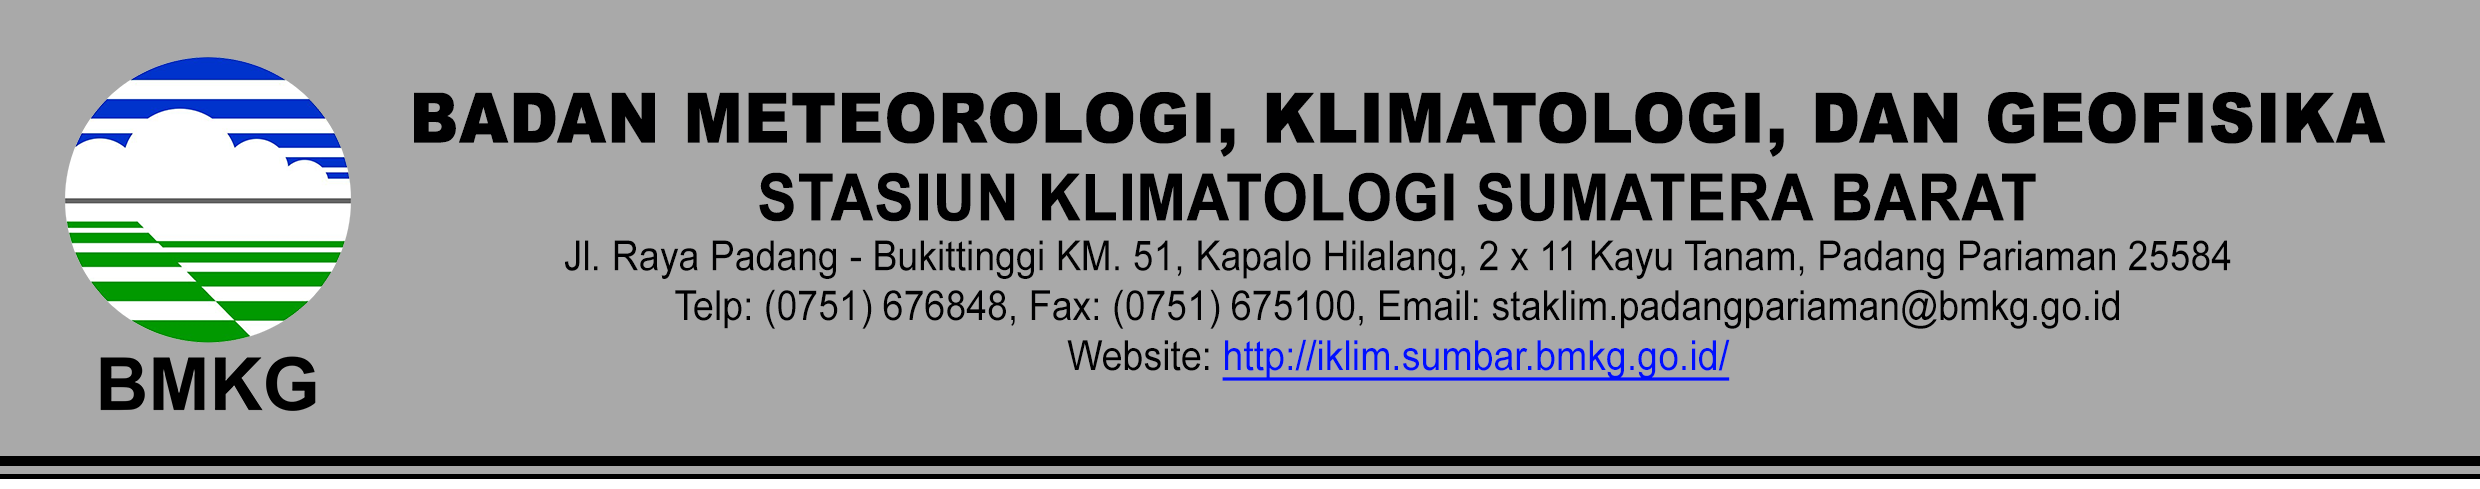 BADAN METEOROLOGI, KLIMATOLOGI, DAN GEOFISIKA
STASIUN KLIMATOLOGI SUMATERA BARAT
Jl. Raya Padang - Bukittinggi KM. 51, Kapalo Hilalang, 2 x 11 Kayu Tanam, Padang Pariaman 25584
Telp: (0751) 676848, Fax: (0751) 675100, Email: staklim.padangpariaman@bmkg.go.id
Website: http://iklim.sumbar.bmkg.go.id/
BMKG